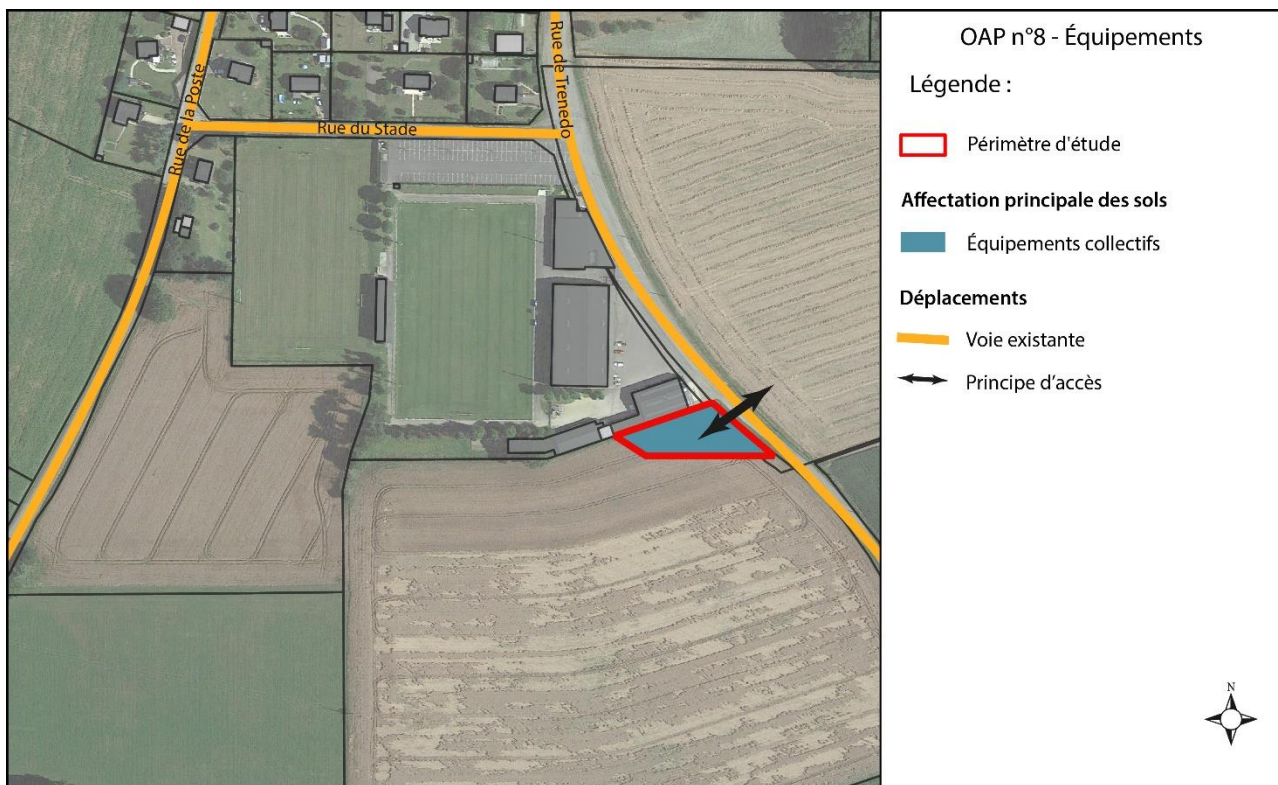 OAP n°8 - Équipements
Légende :
Périmètre d'étude
Affectation principale des sols
Équipements collectifs
Déplacements
Voie existante
Principe d'accès
Rue de la Poste
Rue du Stade
Rue de Trenedo
N